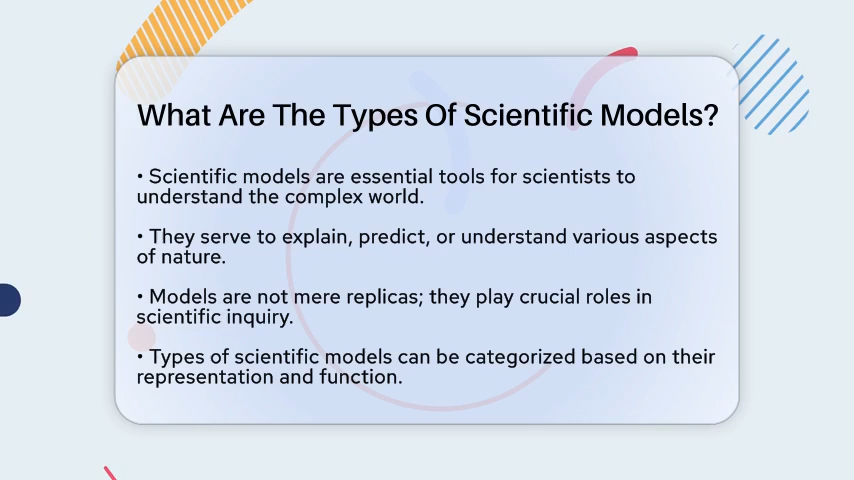 What Are The Types Of Scientific Models?
• Scientific models are essential tools for scientists to
understand the complex world.
• They serve to explain, predict, or understand various aspects
of nature.
• Models are not mere replicas; they play crucial roles in
scientific inquiry.
• Types of scientific models can be categorized based on their
representation and function.